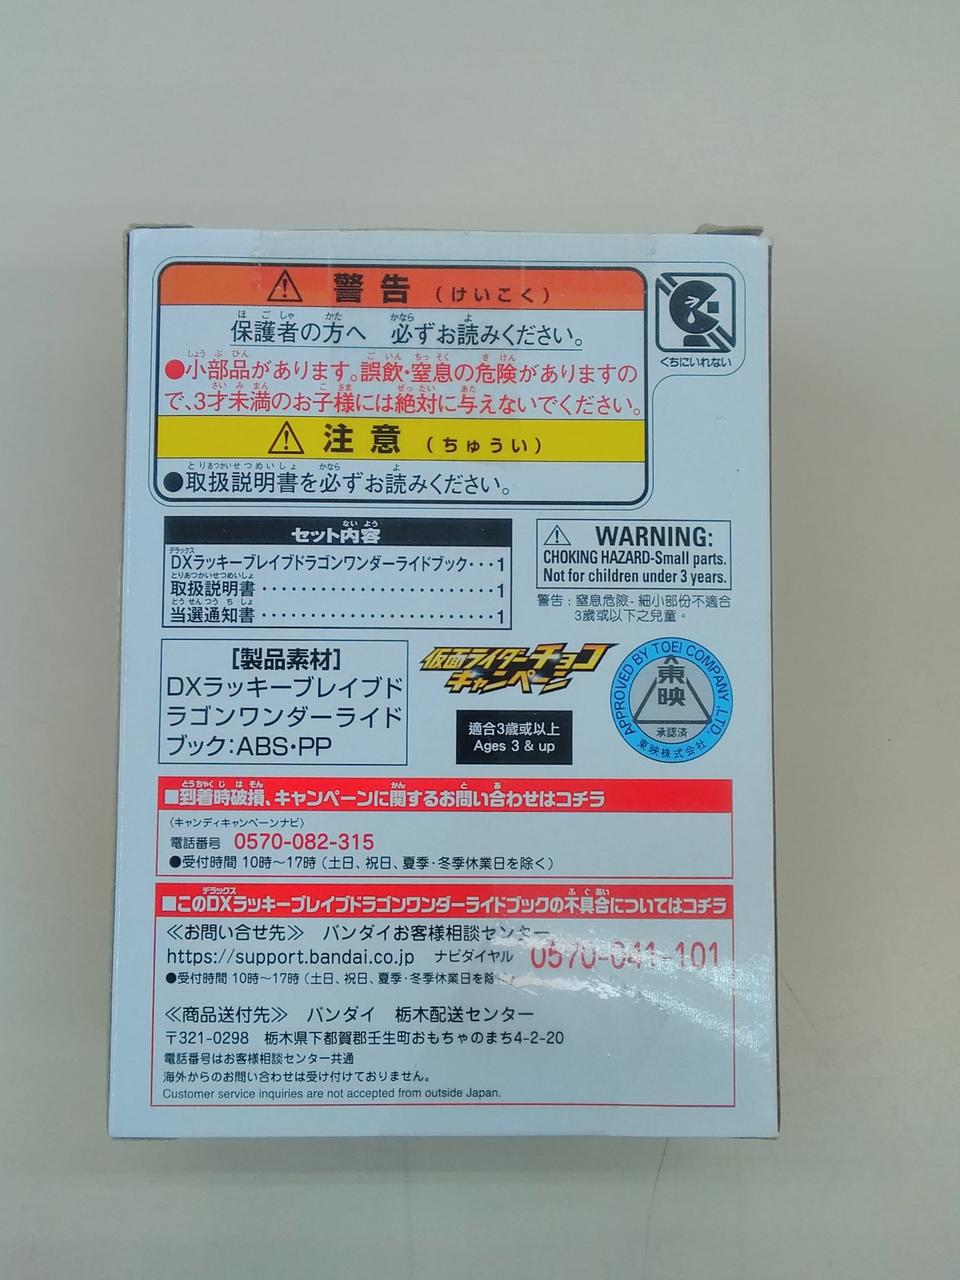 警告（けいこく）
くちにいれない
保護者の方へ 必ずお読みください。
●小部品があります。誤飲・窒息の危険がありますの
で、3才未満のお子様には絶対に与えないでください。
注意（ちゅうい）
●取扱説明書を必ずお読みください。
セット内容
DXラッキーブレイブドラゴンワンダーライドブック・・・1
取扱説明書・・・・・・・・・・・・・・・・・・・・・・・・1
当選通知書・・・・・・・・・・・・・・・・・・・・・・・・1
WARNING:
CHOKING HAZARD-Small parts.
Not for children under 3 years.
警告：窒息危險-細小部份不適合
3歲或以下之兒童。
［製品素材］
DXラッキーブレイブド
ラゴンワンダーライド
ブック：ABS・PP
仮面ライダーチョコ
キャンペーン
適合3歲或以上
Ages 3 & up
APPROVED BY TOEI COMPANY, LTD.
東映
承認済
東映株式会社
■到着時破損、キャンペーンに関するお問い合わせはコチラ
〈キャンディキャンペーンナビ〉
電話番号 0570-082-315
●受付時間 10時～17時（土日、祝日、夏季・冬季休業日を除く）
■このDXラッキーブレイブドラゴンワンダーライドブックの不具合についてはコチラ
≪お問い合せ先≫ バンダイお客様相談センター
https://support.bandai.co.jp ナビダイヤル 0570-041-101
●受付時間 10時～17時（土日、祝日、夏季・冬季休業日を除
≪商品送付先≫ バンダイ 栃木配送センター
〒321-0298 栃木県下都賀郡壬生町おもちゃのまち4-2-20
電話番号はお客様相談センター共通
海外からのお問い合わせは受け付けておりません。
Customer service inquiries are not accepted from outside Japan.